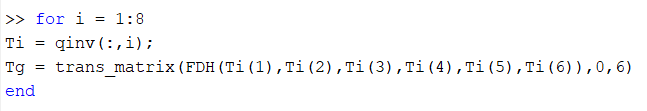 >> for i = 1:8
Ti = qinv(:,i);
Tg = trans_matrix(FDH(Ti(1),Ti(2),Ti(3),Ti(4),Ti(5),Ti(6)),0,6)
end